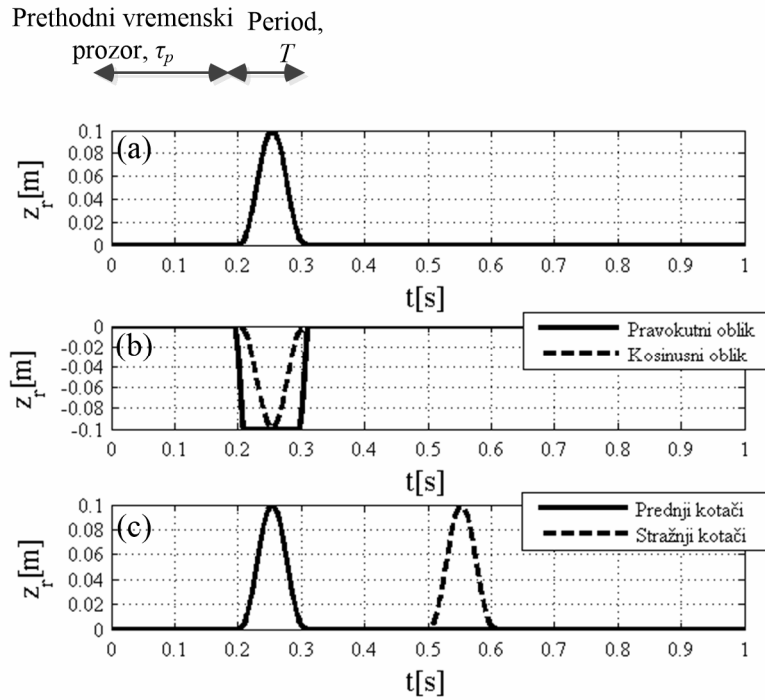 Prethodni vremenski
prozor, τp
Period,
T
(a)
zr[m]
0.1
0.08
0.06
0.04
0.02
0
0 0.1 0.2 0.3 0.4 0.5 0.6 0.7 0.8 0.9 1
t[s]
(b)
zr[m]
0
-0.02
-0.04
-0.06
-0.08
-0.1
Pravokutni oblik
Kosinusni oblik
0 0.1 0.2 0.3 0.4 0.5 0.6 0.7 0.8 0.9 1
t[s]
(c)
zr[m]
0.1
0.08
0.06
0.04
0.02
0
Prednji kotači
Stražnji kotači
0 0.1 0.2 0.3 0.4 0.5 0.6 0.7 0.8 0.9 1
t[s]